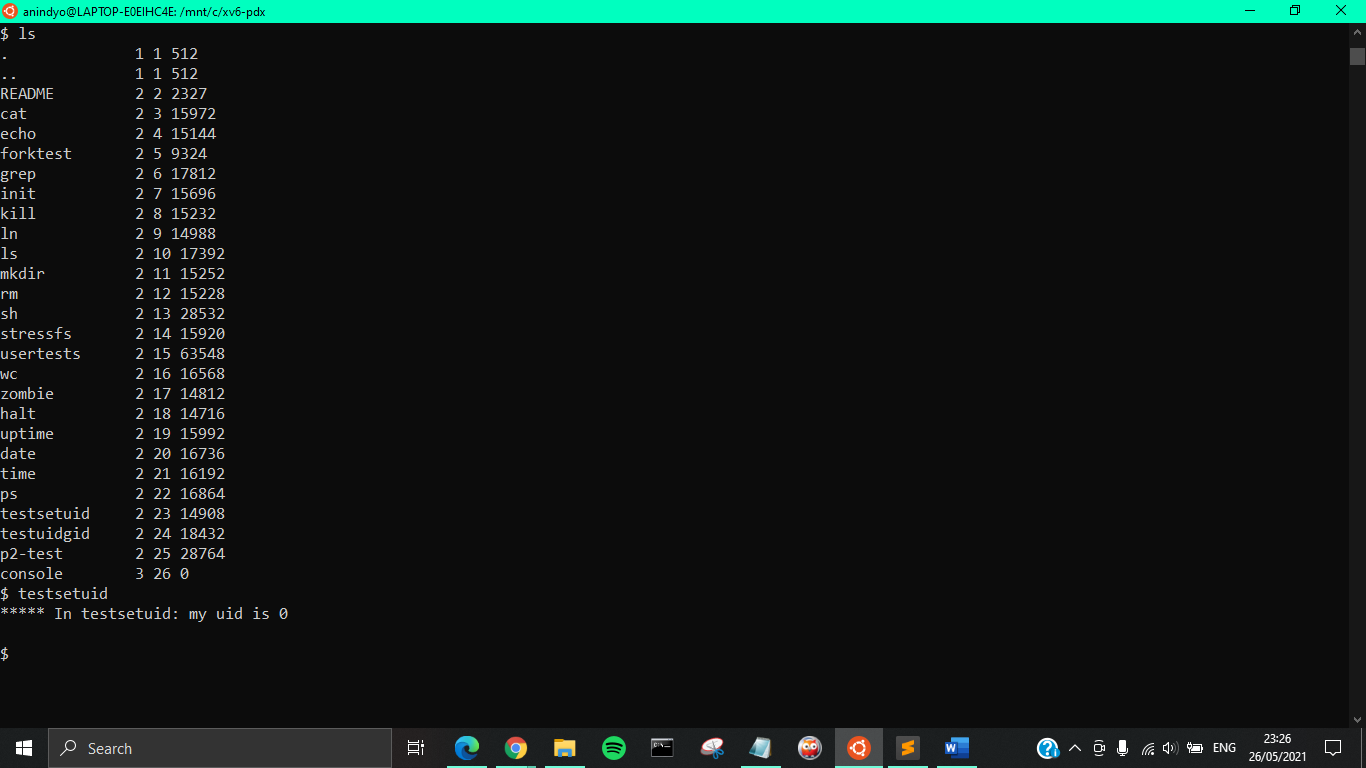 anindyo@LAPTOP-E0EIHC4E: /mnt/c/xv6-pdx
$ ls
.              1 1 512
..             1 1 512
README         2 2 2327
cat            2 3 15972
echo           2 4 15144
forktest       2 5 9324
grep           2 6 17812
init           2 7 15696
kill           2 8 15232
ln             2 9 14988
ls             2 10 17392
mkdir          2 11 15252
rm             2 12 15228
sh             2 13 28532
stressfs       2 14 15920
usertests      2 15 63548
wc             2 16 16568
zombie         2 17 14812
halt           2 18 14716
uptime         2 19 15992
date           2 20 16736
time           2 21 16192
ps             2 22 16864
testsetuid     2 23 14908
testuidgid     2 24 18432
p2-test        2 25 28764
console        3 26 0
$ testsetuid
***** In testsetuid: my uid is 0
$
Search
ENG
23:26
26/05/2021